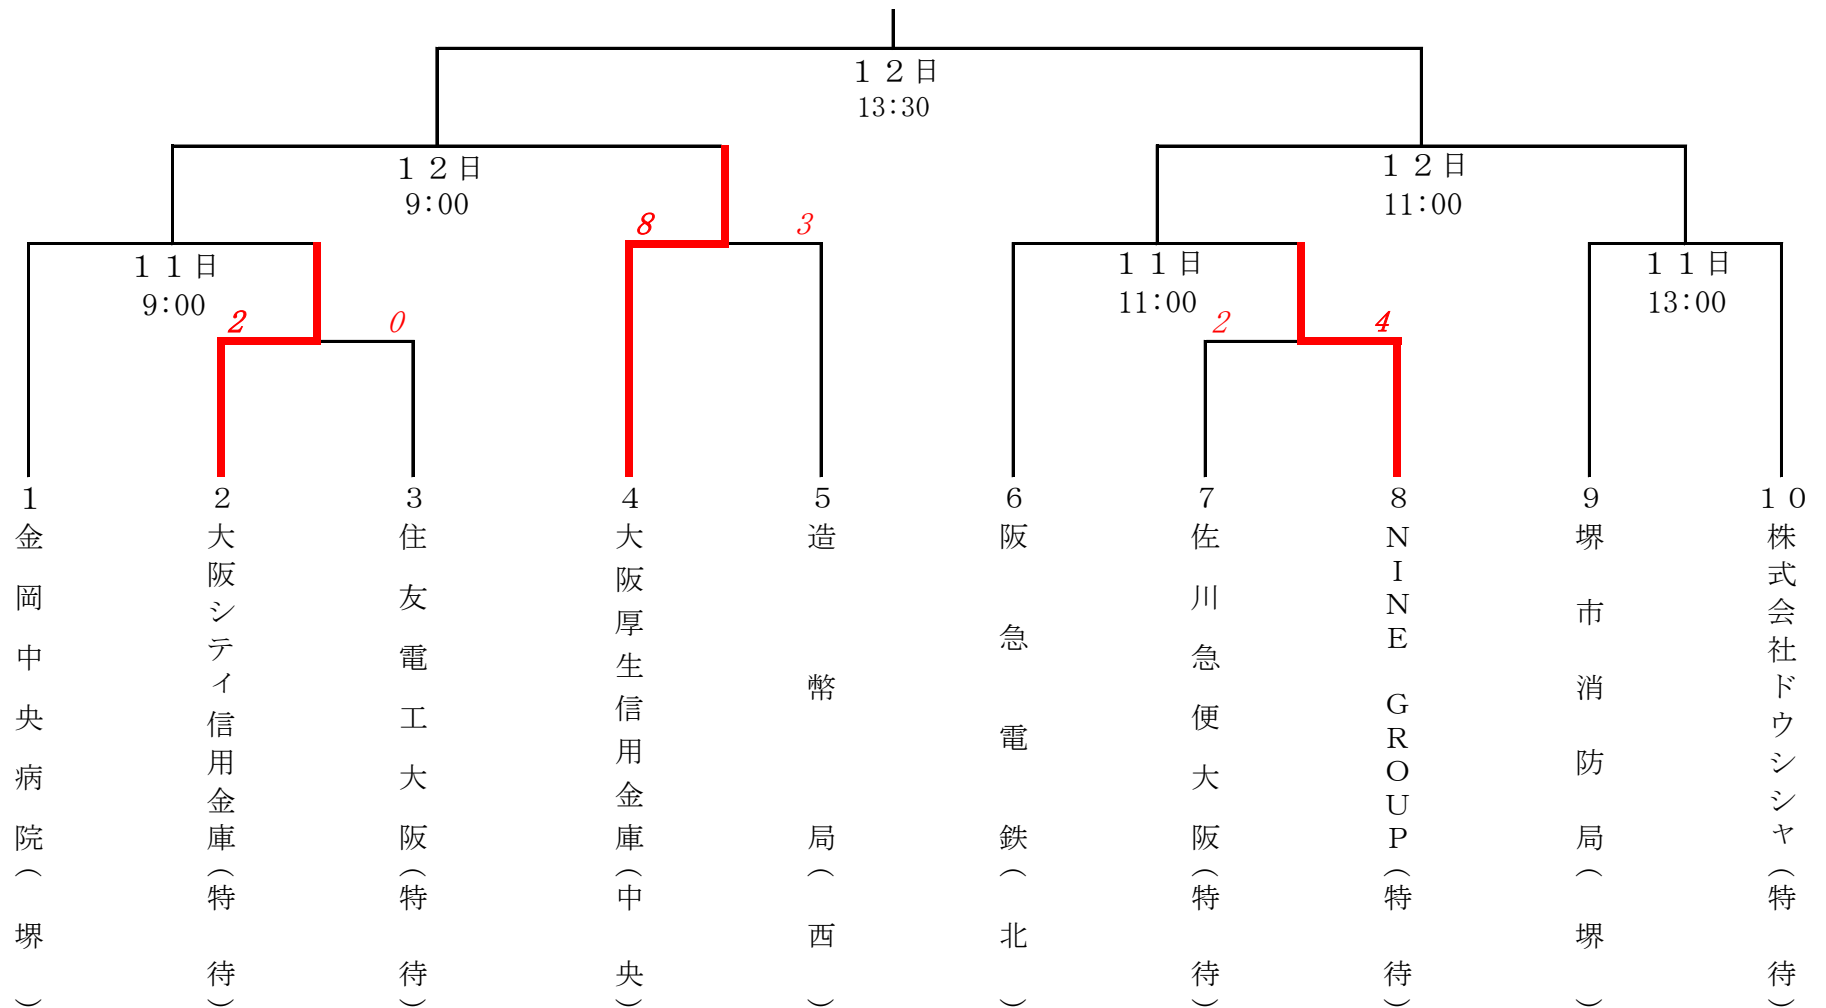 １２日
13:30
１２日
9:00
１２日
11:00
8
3
１１日
9:00
１１日
11:00
１１日
13:00
2
0
2
4
1
2
3
4
5
6
7
8
9
１０
金岡中央病院（堺）
大阪シティ信用金庫（特待）
住友電工大阪（特待）
大阪厚生信用金庫（中央）
造幣局（西）
阪急電鉄（北）
佐川急便大阪（特待）
NINE GROUP（特待）
堺市消防局（堺）
株式会社ドウシシャ（特待）